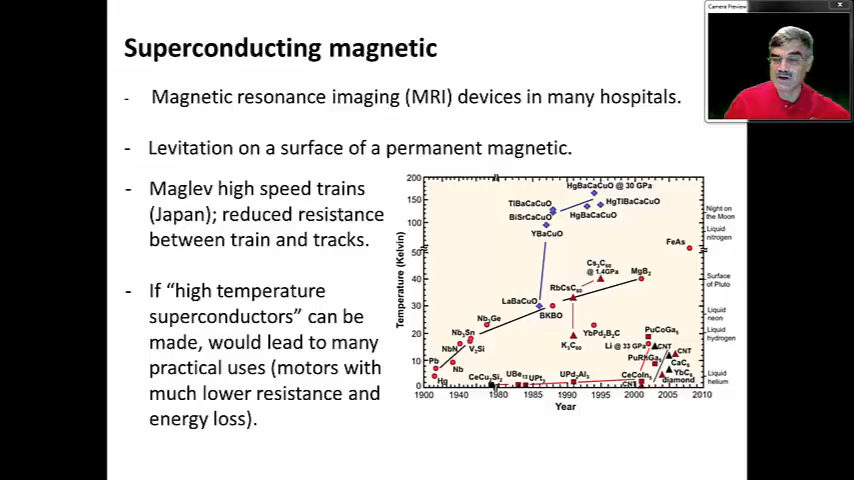 Camera Preview
Superconducting magnetic
- Magnetic resonance imaging (MRI) devices in many hospitals.
- Levitation on a surface of a permanent magnetic.
- Maglev high speed trains
(Japan); reduced resistance
between train and tracks.
- If “high temperature
superconductors” can be
made, would lead to many
practical uses (motors with
much lower resistance and
energy loss).
200
150
100
50
40
30
20
10
0
Temperature (Kelvin)
HgBaCaCuO @ 30 GPa
TlBaCaCuO
HgTlBaCaCuO
BiSrCaCuO
HgBaCaCuO
YBaCuO
FeAs
Cs3C60
@ 1.4GPa
MgB2
RbCsC60
LaBaCuO
BKBO
Nb3Ge
Nb3Sn
NbN
V3Si
K3C60
YbPd2B2C
PuCoGa5
Li @ 33 GPa
CNT
CNT
PuRhGa5
CaC6
YbC6
diamond
Pb
Nb
Hg
CeCu2Si2
UBe13
UPt3
UPd2Al3
CeCoIn5
CNT
Night on
the Moon
Liquid
nitrogen
Surface
of Pluto
Liquid
neon
Liquid
hydrogen
Liquid
helium
1900 1940 1980 1985 1990 1995 2000 2005 2010
Year